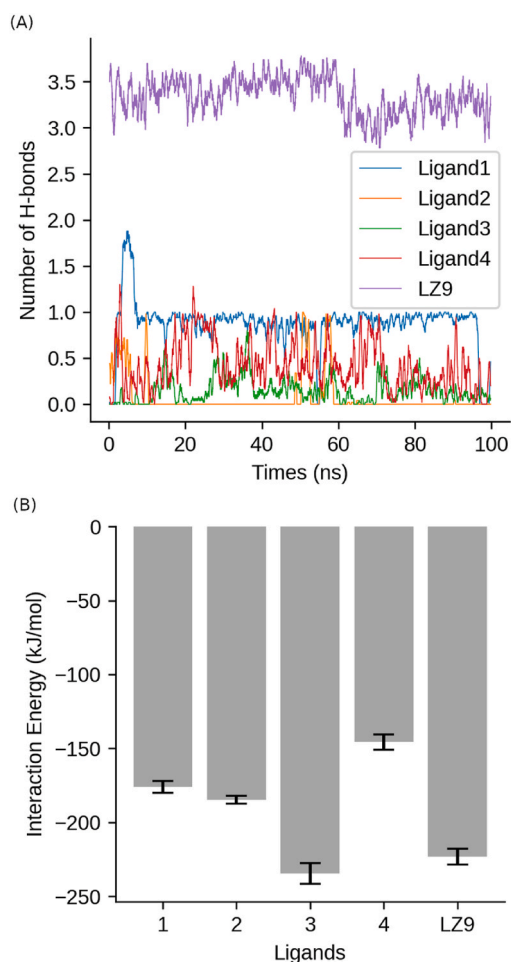 (A)
3.5
3.0
2.5
2.0
1.5
1.0
0.5
0.0
Number of H-bonds
Ligand1
Ligand2
Ligand3
Ligand4
LZ9
0 20 40 60 80 100
Times (ns)
(B)
0
−50
−100
−150
−200
−250
Interaction Energy (kJ/mol)
1 2 3 4 LZ9
Ligands